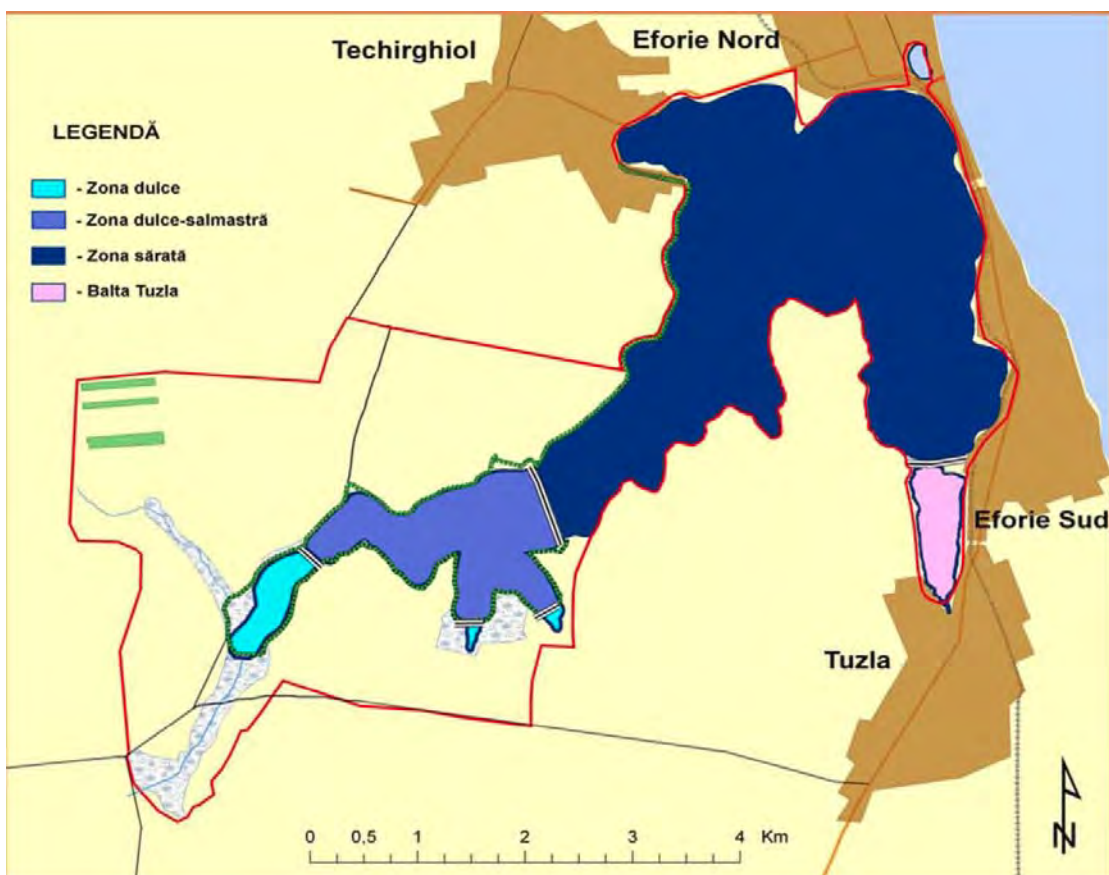 Techirghiol
Eforie Nord
LEGENDĂ
- Zona dulce
- Zona dulce-salmastră
- Zona sărată
- Balta Tuzla
Eforie Sud
Tuzla
0 0,5 1 2 3 4 Km
N